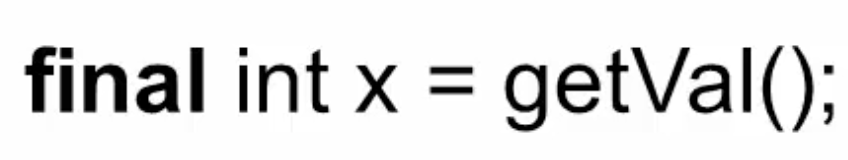 final int x = getVal();